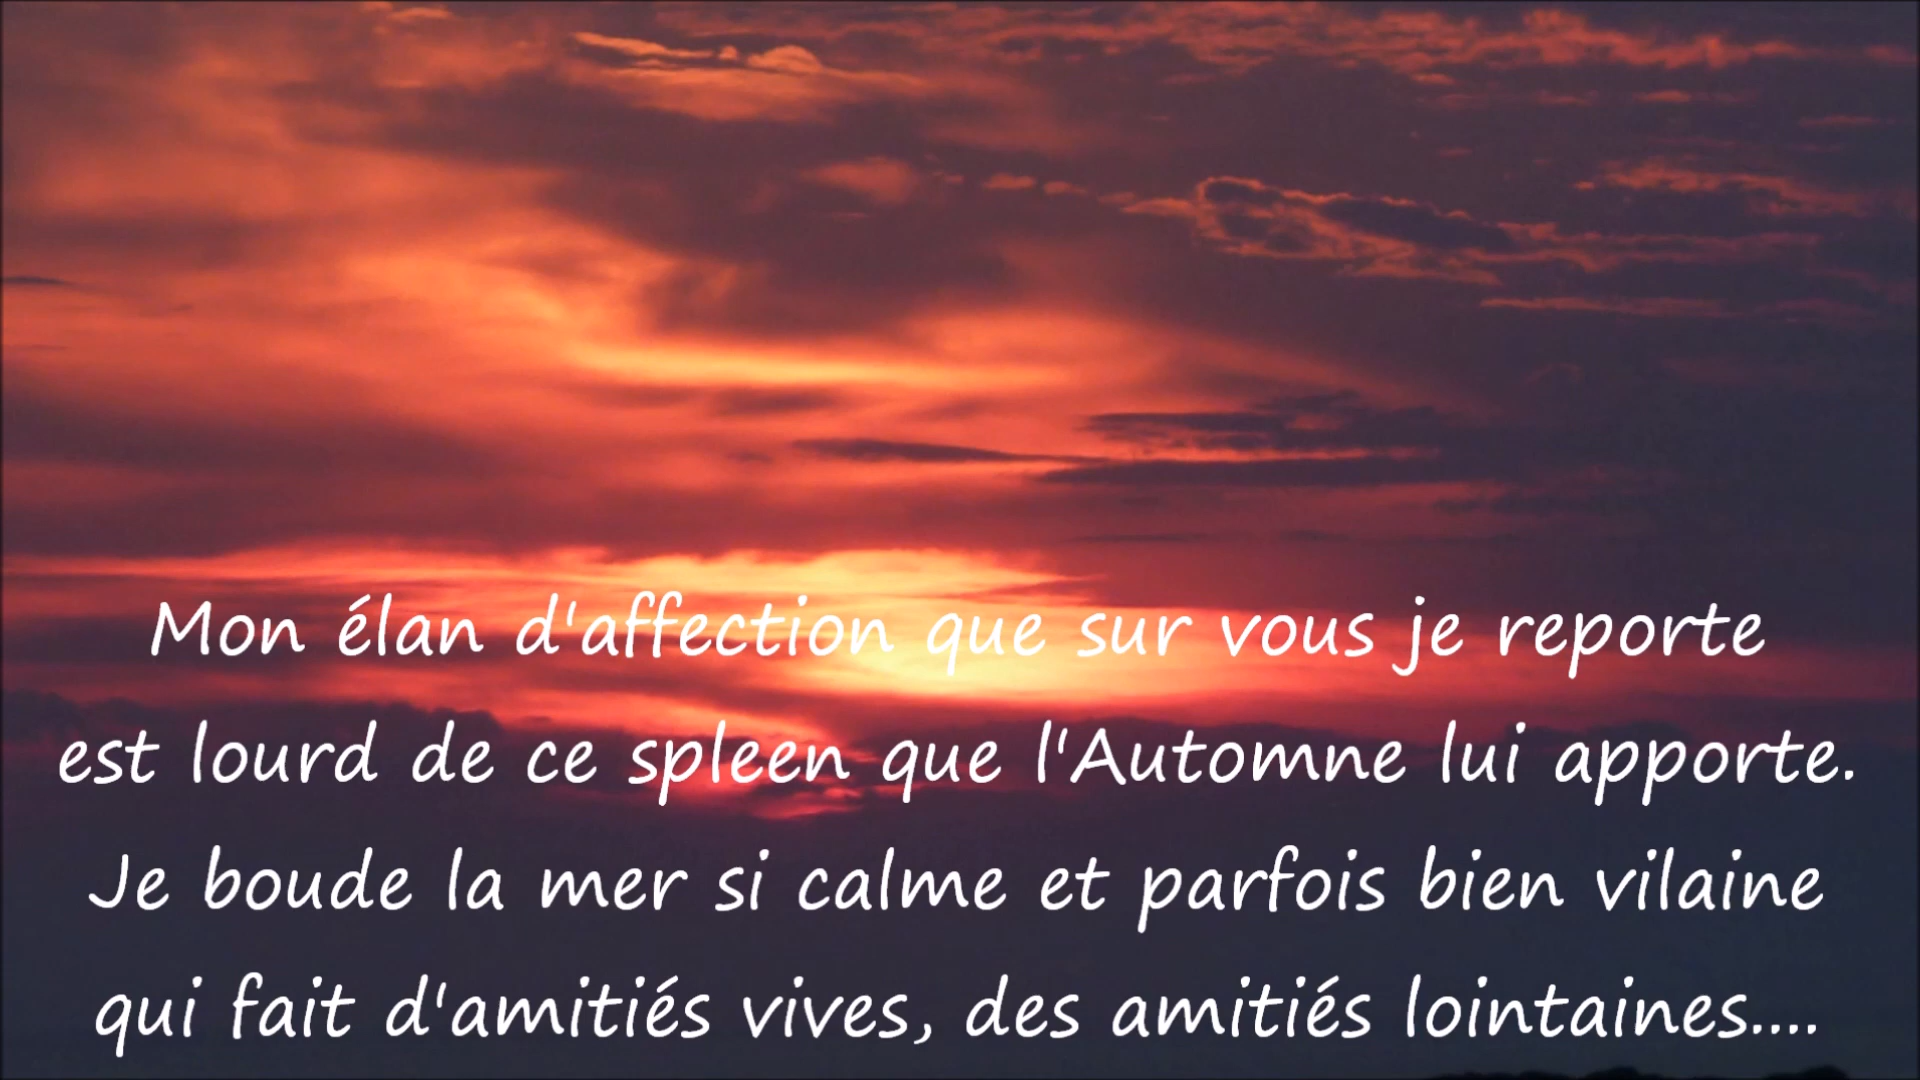 Mon élan d'affection que sur vous je reporte
est lourd de ce spleen que l'Automne lui apporte.
Je boude la mer si calme et parfois bien vilaine
qui fait d'amitiés vives, des amitiés lointaines....